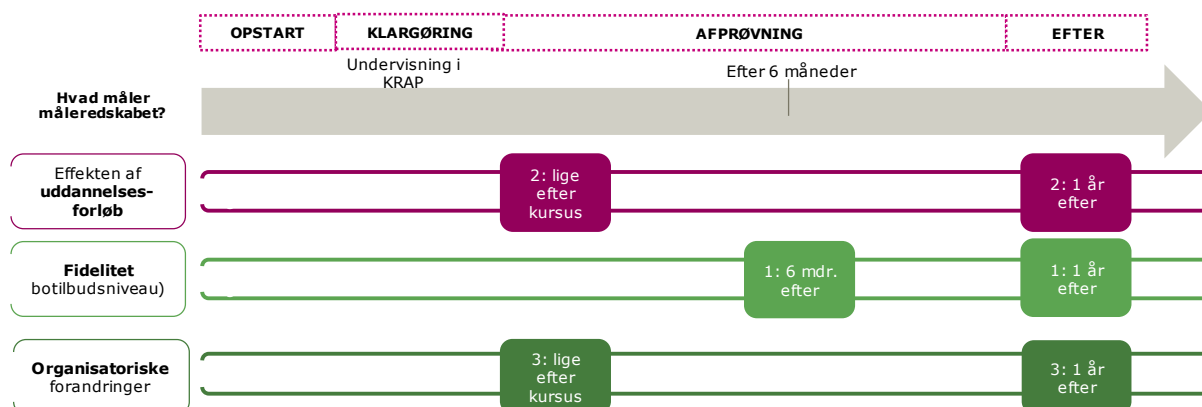 OPSTART
KLARGØRING
AFPRØVNING
EFTER
Undervisning i
KRAP
Efter 6 måneder
Hvad måler
måleredskabet?
Effekten af
uddannelses-
forløb
2: lige
efter
kursus
2: 1 år
efter
Fidelitet
botilbudsniveau)
1: 6 mdr.
efter
1: 1 år
efter
Organisatoriske
forandringer
3: lige
efter
kursus
3: 1 år
efter